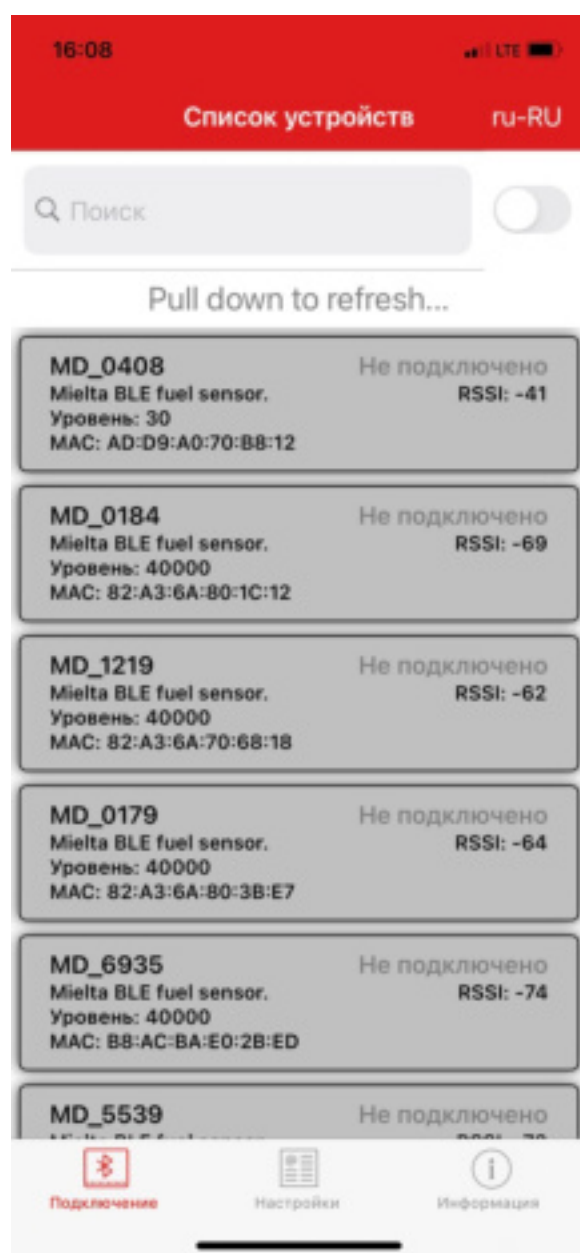 16:08
LTE
Список устройств
ru-RU
Поиск
Pull down to refresh...
MD_0408 Не подключено
Mielta BLE fuel sensor. RSSI: -41
Уровень: 30
MAC: AD:D9:A0:70:B8:12
MD_0184 Не подключено
Mielta BLE fuel sensor. RSSI: -69
Уровень: 40000
MAC: 82:A3:6A:80:1C:12
MD_1219 Не подключено
Mielta BLE fuel sensor. RSSI: -62
Уровень: 40000
MAC: 82:A3:6A:70:68:18
MD_0179 Не подключено
Mielta BLE fuel sensor. RSSI: -64
Уровень: 40000
MAC: 82:A3:6A:80:3B:E7
MD_6935 Не подключено
Mielta BLE fuel sensor. RSSI: -74
Уровень: 40000
MAC: B8:AC:BA:E0:2B:ED
MD_5539 Не подключено
Подключение
Настройки
Информация